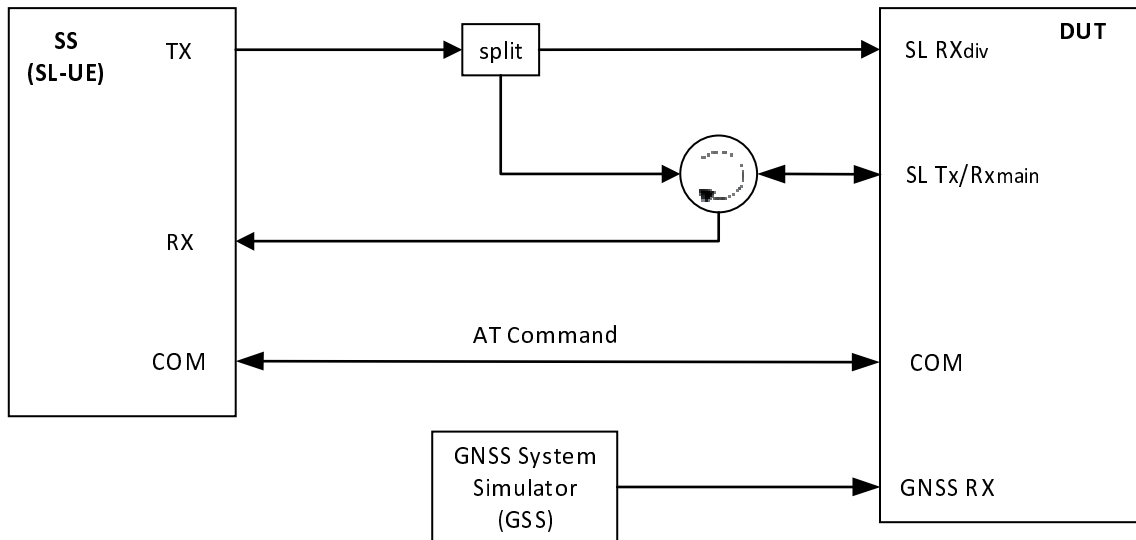 SS
(SL-UE)
TX
RX
COM
split
AT Command
GNSS System
Simulator
(GSS)
DUT
SL RXdiv
SL Tx/Rxmain
COM
GNSS RX